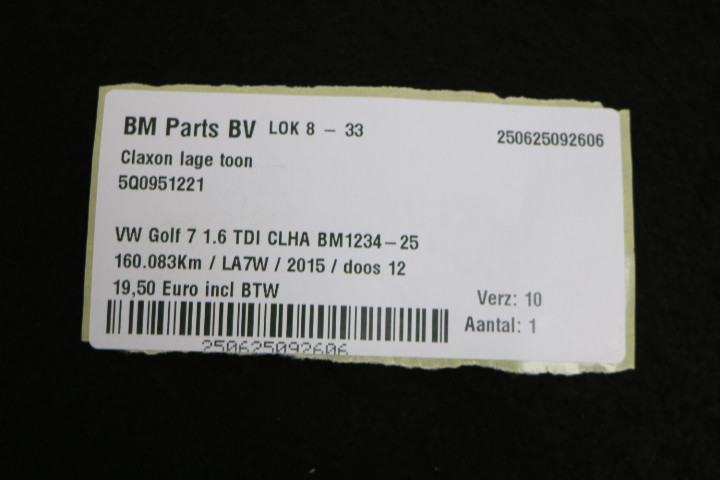 BM Parts BV LOK 8 - 33
250625092606
Claxon lage toon
5Q0951221
VW Golf 7 1.6 TDI CLHA BM1234-25
160.083Km / LA7W / 2015 / doos 12
19,50 Euro incl BTW
Verz: 10
Aantal: 1
250625092606